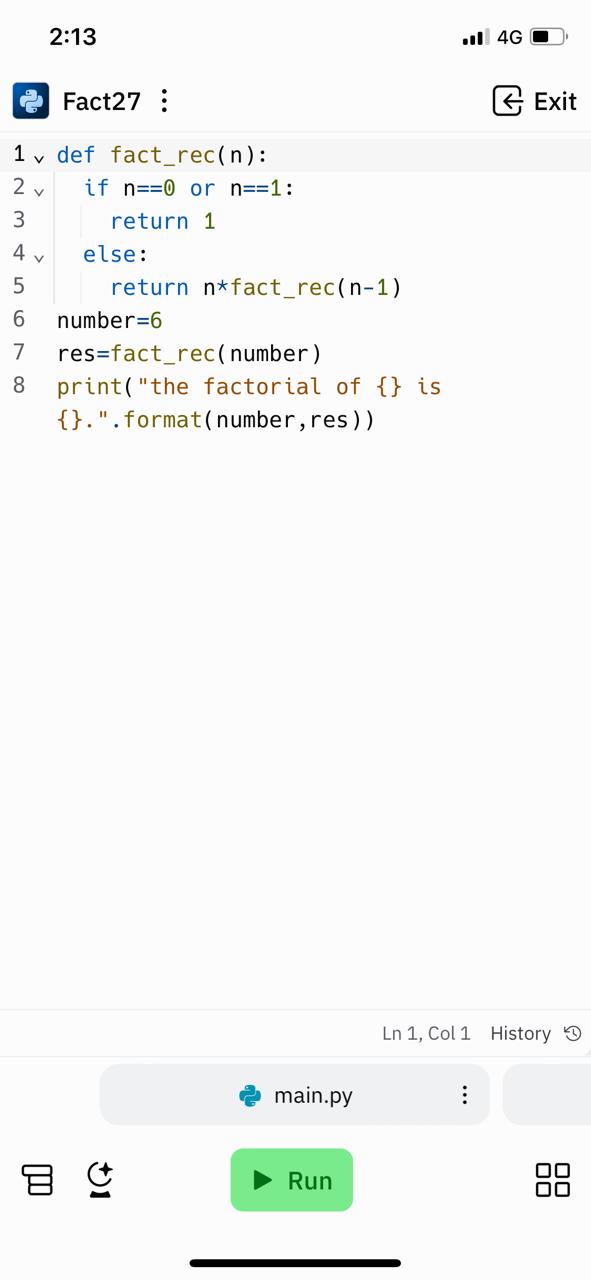 2:13 4G
Fact27 Exit
1 def fact_rec(n):
2 if n==0 or n==1:
3 return 1
4 else:
5 return n*fact_rec(n-1)
6 number=6
7 res=fact_rec(number)
8 print("the factorial of {} is
{}.".format(number,res))
Ln 1, Col 1 History
main.py
Run